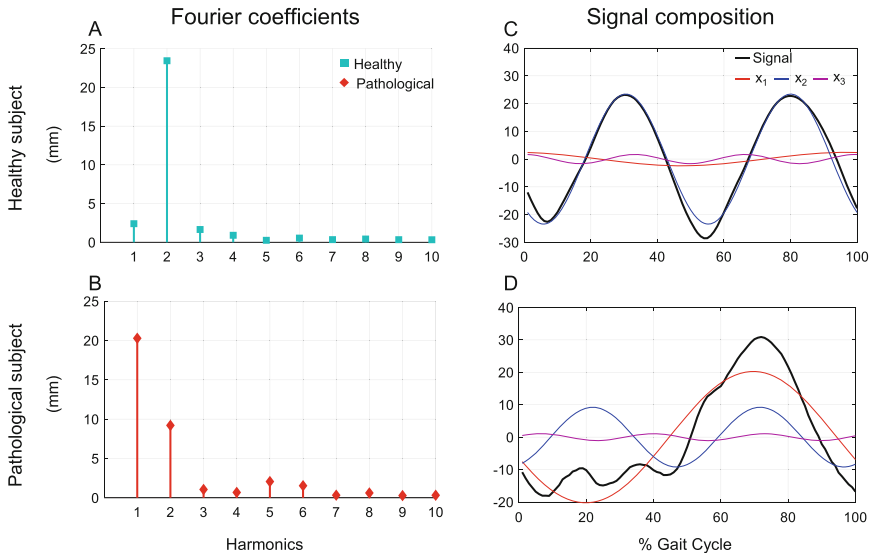 Fourier coefficients
Signal composition
A
C
Healthy subject
(mm)
25
20
15
10
5
0
1 2 3 4 5 6 7 8 9 10
Healthy
Pathological
40
30
20
10
0
-10
-20
-30
0 20 40 60 80 100
Signal
x1 x2 x3
B
D
Pathological subject
(mm)
25
20
15
10
5
0
1 2 3 4 5 6 7 8 9 10
Harmonics
40
30
20
10
0
-10
-20
0 20 40 60 80 100
% Gait Cycle